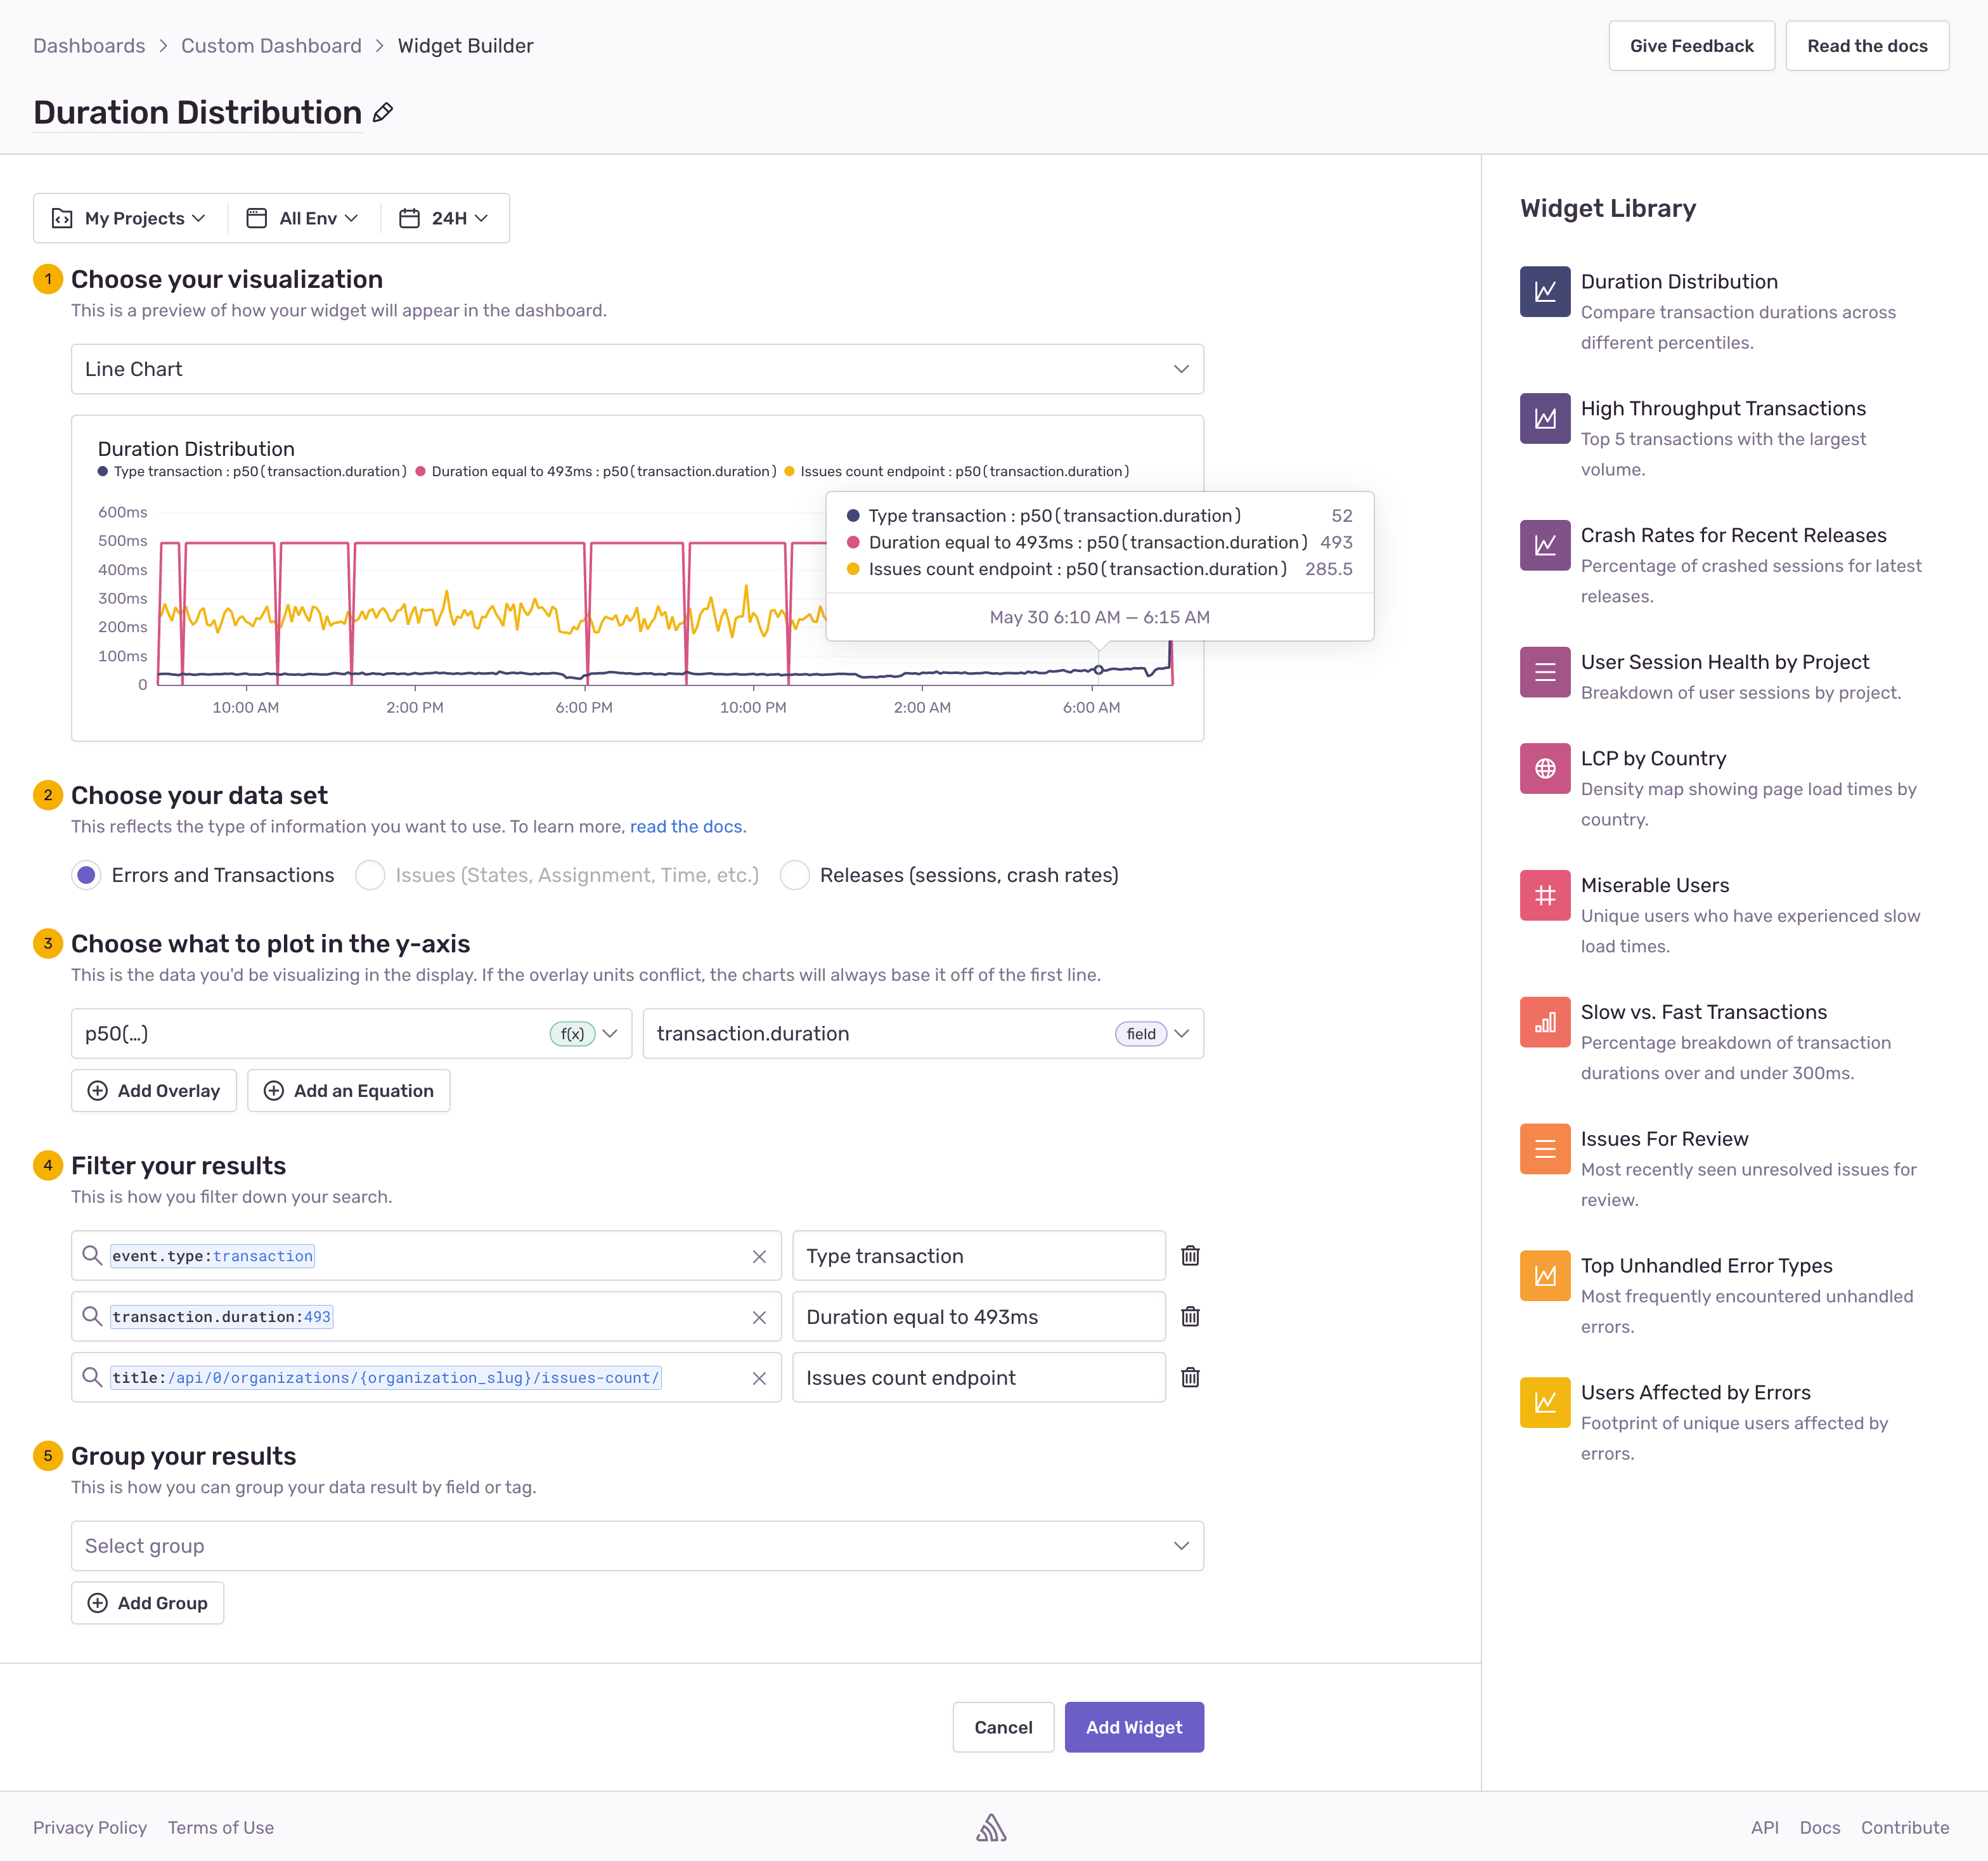 Dashboards > Custom Dashboard > Widget Builder
Give Feedback
Read the docs
Duration Distribution
My Projects
All Env
24H
1
Choose your visualization
This is a preview of how your widget will appear in the dashboard.
Line Chart
Duration Distribution
Type transaction : p50(transaction.duration)
Duration equal to 493ms : p50(transaction.duration)
Issues count endpoint : p50(transaction.duration)
600ms
500ms
400ms
300ms
200ms
100ms
0
10:00 AM
2:00 PM
6:00 PM
10:00 PM
2:00 AM
6:00 AM
Type transaction : p50(transaction.duration) 52
Duration equal to 493ms : p50(transaction.duration) 493
Issues count endpoint : p50(transaction.duration) 285.5
May 30 6:10 AM — 6:15 AM
2
Choose your data set
This reflects the type of information you want to use. To learn more, read the docs.
Errors and Transactions
Issues (States, Assignment, Time, etc.)
Releases (sessions, crash rates)
3
Choose what to plot in the y-axis
This is the data you'd be visualizing in the display. If the overlay units conflict, the charts will always base it off of the first line.
p50(...)
f(x)
transaction.duration
field
Add Overlay
Add an Equation
4
Filter your results
This is how you filter down your search.
event.type:transaction
Type transaction
transaction.duration:493
Duration equal to 493ms
title:/api/0/organizations/{organization_slug}/issues-count/
Issues count endpoint
5
Group your results
This is how you can group your data result by field or tag.
Select group
Add Group
Cancel
Add Widget
Widget Library
Duration Distribution
Compare transaction durations across
different percentiles.
High Throughput Transactions
Top 5 transactions with the largest
volume.
Crash Rates for Recent Releases
Percentage of crashed sessions for latest
releases.
User Session Health by Project
Breakdown of user sessions by project.
LCP by Country
Density map showing page load times by
country.
Miserable Users
Unique users who have experienced slow
load times.
Slow vs. Fast Transactions
Percentage breakdown of transaction
durations over and under 300ms.
Issues For Review
Most recently seen unresolved issues for
review.
Top Unhandled Error Types
Most frequently encountered unhandled
errors.
Users Affected by Errors
Footprint of unique users affected by
errors.
Privacy Policy
Terms of Use
API
Docs
Contribute